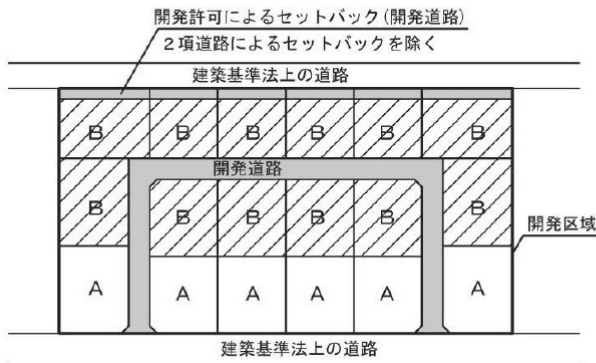 開発許可によるセットバック(開発道路)
2項道路によるセットバックを除く
建築基準法上の道路
B B B B B B
開発道路
B B B B B B
開発区域
A A A A A A
建築基準法上の道路